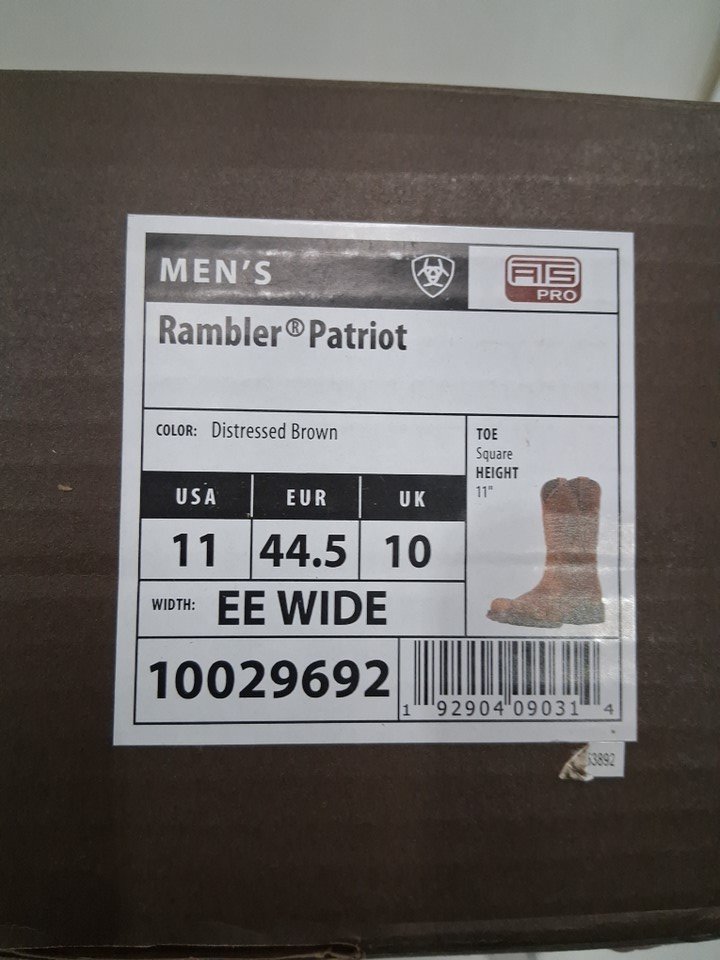 MEN'S
ATS
PRO
Rambler® Patriot
COLOR: Distressed Brown
TOE
Square
HEIGHT
11"
USA EUR UK
11 44.5 10
WIDTH: EE WIDE
10029692
1 92904 09031 4
53892